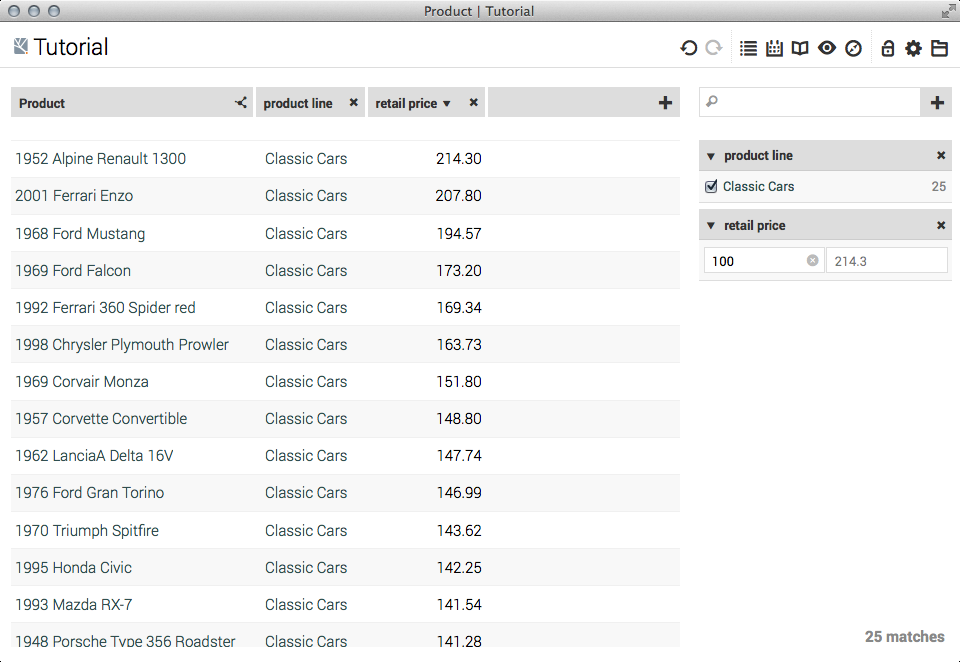 Product | Tutorial
Tutorial
Product product line retail price
1952 Alpine Renault 1300 Classic Cars 214.30
2001 Ferrari Enzo Classic Cars 207.80
1968 Ford Mustang Classic Cars 194.57
1969 Ford Falcon Classic Cars 173.20
1992 Ferrari 360 Spider red Classic Cars 169.34
1998 Chrysler Plymouth Prowler Classic Cars 163.73
1969 Corvair Monza Classic Cars 151.80
1957 Corvette Convertible Classic Cars 148.80
1962 LanciaA Delta 16V Classic Cars 147.74
1976 Ford Gran Torino Classic Cars 146.99
1970 Triumph Spitfire Classic Cars 143.62
1995 Honda Civic Classic Cars 142.25
1993 Mazda RX-7 Classic Cars 141.54
1948 Porsche Type 356 Roadster Classic Cars 141.28
product line
Classic Cars 25
retail price
100 214.3
25 matches